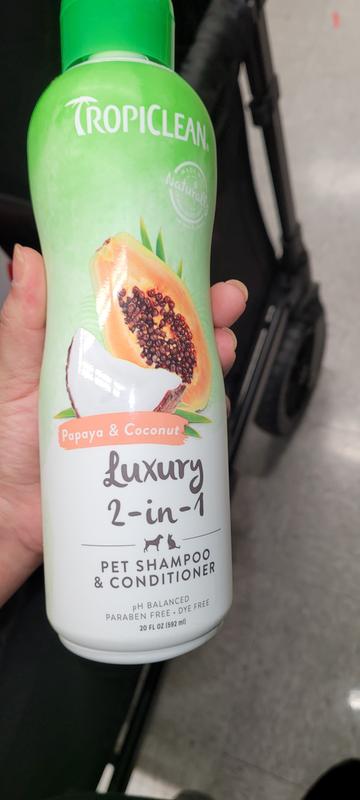 TROPICLEAN
Naturally
Papaya & Coconut
Luxury
2-in-1
PET SHAMPOO
& CONDITIONER
pH BALANCED
PARABEN FREE • DYE FREE
20 FL OZ (592 ml)